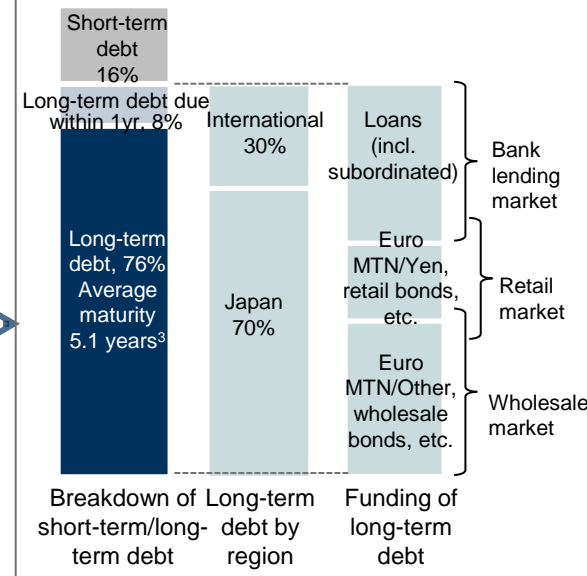 Short-term
debt
16%
Long-term debt due
within 1yr, 8%
Long-term
debt, 76%
Average
maturity
5.1 years3
International
30%
Japan
70%
Loans
(incl.
subordinated)
Euro
MTN/Yen,
retail bonds,
etc.
Euro
MTN/Other,
wholesale
bonds, etc.
Bank
lending
market
Retail
market
Wholesale
market
Breakdown of
short-term/long-
term debt
Long-term
debt by
region
Funding of
long-term
debt